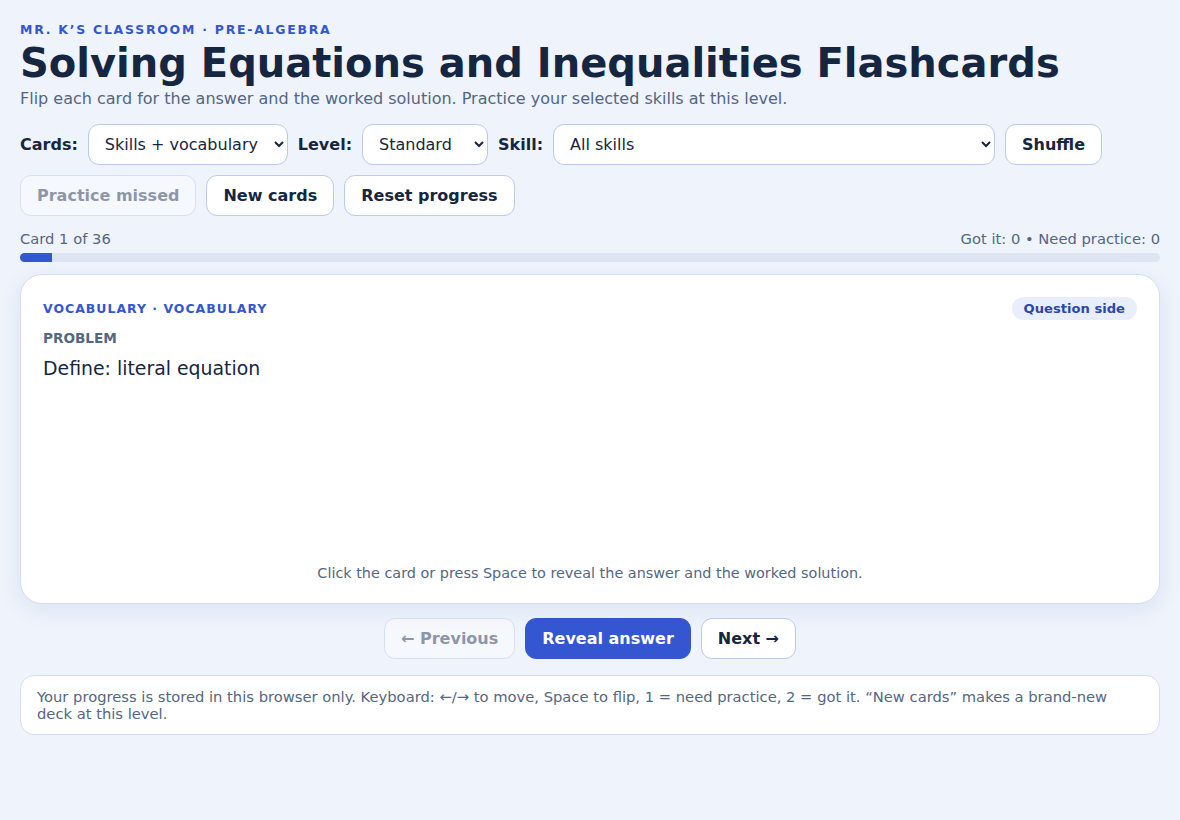 MR. K’S CLASSROOM · PRE-ALGEBRA
Solving Equations and Inequalities Flashcards
Flip each card for the answer and the worked solution. Practice your selected skills at this level.
Cards: Skills + vocabulary Level: Standard Skill: All skills Shuffle
Practice missed New cards Reset progress
Card 1 of 36 Got it: 0 • Need practice: 0
VOCABULARY · VOCABULARY Question side
PROBLEM
Define: literal equation
Click the card or press Space to reveal the answer and the worked solution.
← Previous Reveal answer Next →
Your progress is stored in this browser only. Keyboard: ←/→ to move, Space to flip, 1 = need practice, 2 = got it. “New cards” makes a brand-new
deck at this level.